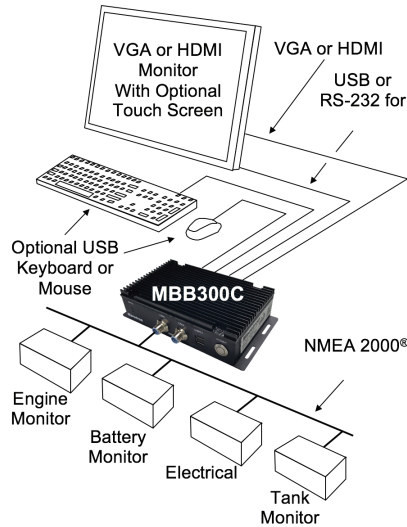 VGA or HDMI
Monitor
With Optional
Touch Screen
VGA or HDMI
USB or
RS-232 for
Optional USB
Keyboard or
Mouse
MBB300C
NMEA 2000®
Engine
Monitor
Battery
Monitor
Electrical
Tank
Monitor